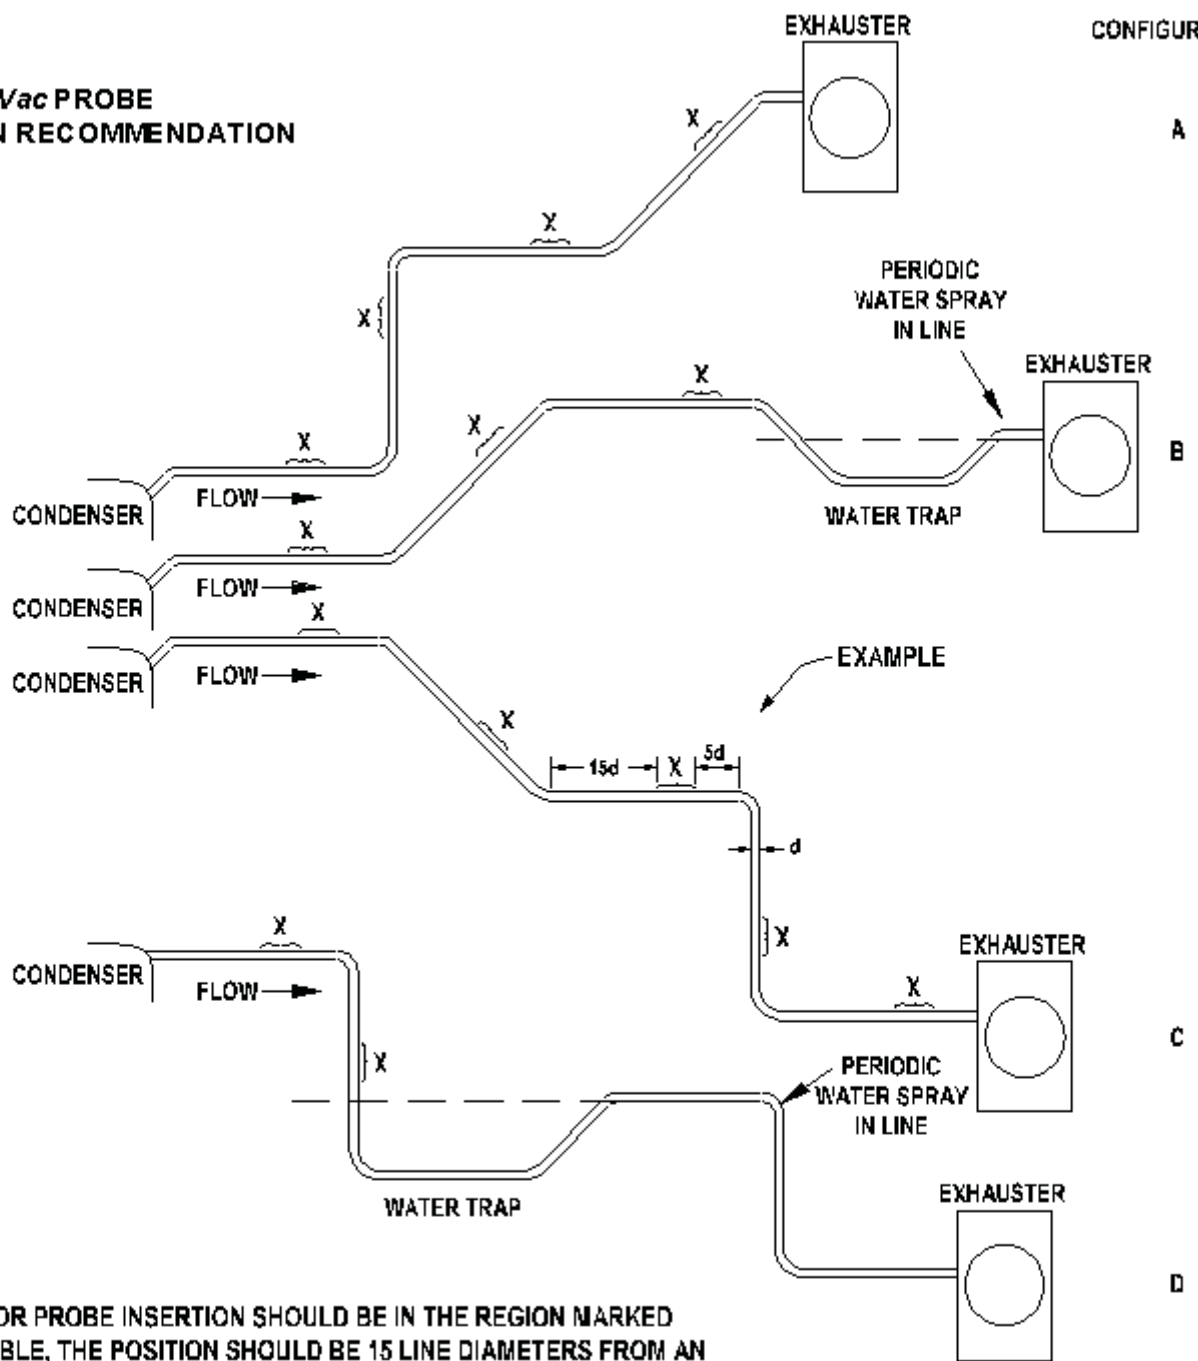 EXHAUSTER
CONFIGUR
Vac PROBE
N RECOMMENDATION
X
A
X
X
PERIODIC
WATER SPRAY
IN LINE
EXHAUSTER
X
X
X
B
CONDENSER
FLOW
WATER TRAP
X
CONDENSER
FLOW
X
CONDENSER
FLOW
EXAMPLE
X
15d
X
5d
d
X
X
CONDENSER
FLOW
EXHAUSTER
X
X
C
PERIODIC
WATER SPRAY
IN LINE
WATER TRAP
EXHAUSTER
D
OR PROBE INSERTION SHOULD BE IN THE REGION MARKED
BLE, THE POSITION SHOULD BE 15 LINE DIAMETERS FROM AN